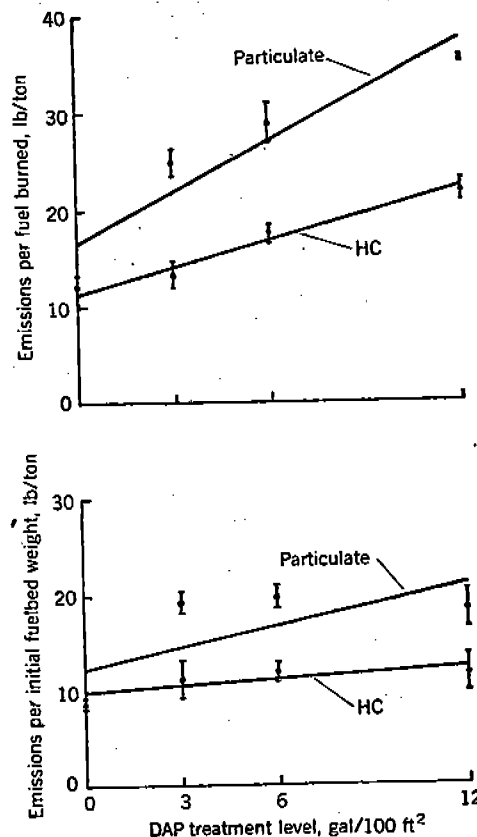 Emissions per fuel burned, lb/ton
40
30
20
10
0
Particulate
HC
Emissions per initial fuelbed weight, lb/ton
30
20
10
0
Particulate
HC
0 3 6 12
DAP treatment level, gal/100 ft²